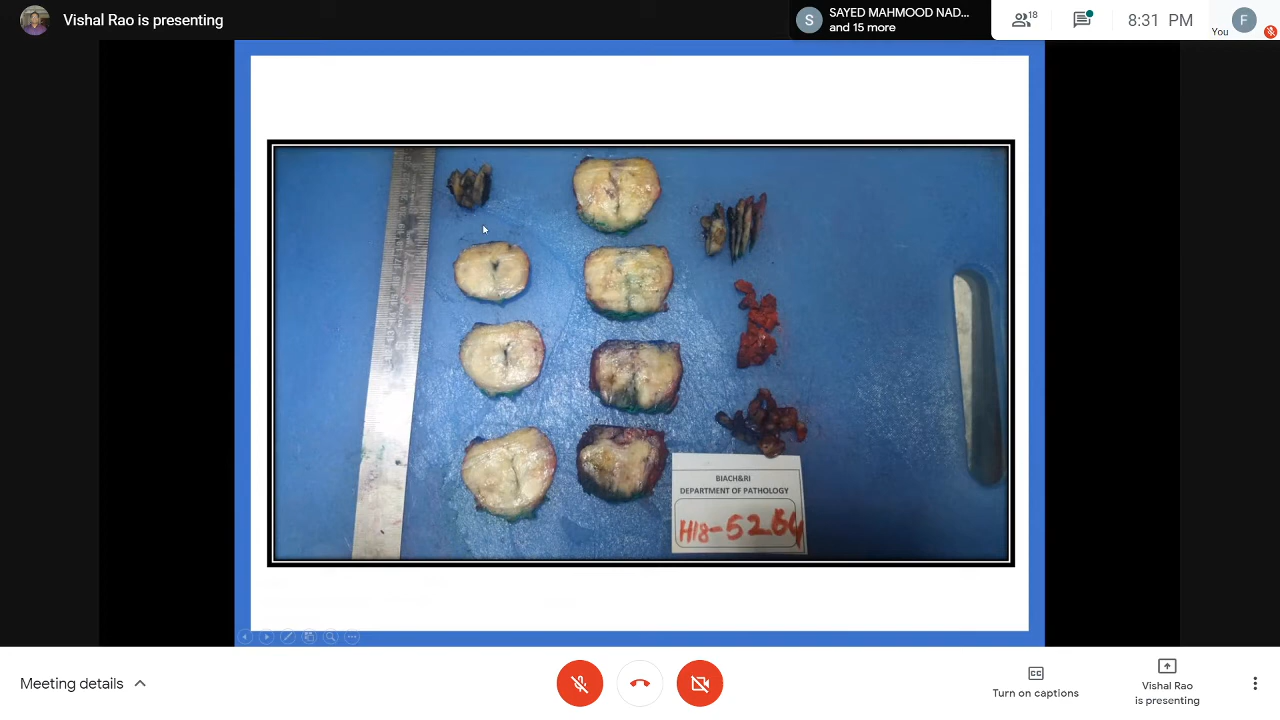 Vishal Rao is presenting
S
SAYED MAHMOOD NAD...
and 15 more
18
8:31 PM
You
F
BIACH&RI
DEPARTMENT OF PATHOLOGY
H18-5264
Meeting details
CC
Turn on captions
Vishal Rao
is presenting